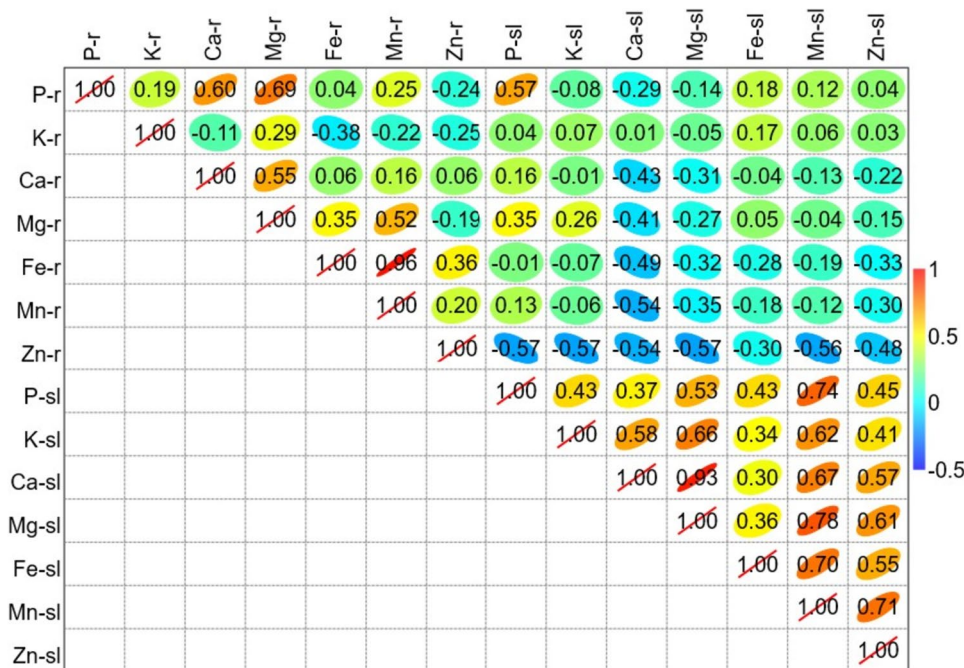 P-r K-r Ca-r Mg-r Fe-r Mn-r Zn-r P-sl K-sl Ca-sl Mg-sl Fe-sl Mn-sl Zn-sl
P-r 1.00 0.19 0.60 0.69 0.04 0.25 -0.24 0.57 -0.08 -0.29 -0.14 0.18 0.12 0.04
K-r 1.00 -0.11 0.29 -0.38 -0.22 -0.25 0.04 0.07 0.01 -0.05 0.17 0.06 0.03
Ca-r 1.00 0.55 0.06 0.16 0.06 0.16 -0.01 -0.43 -0.31 -0.04 -0.13 -0.22
Mg-r 1.00 0.35 0.52 -0.19 0.35 0.26 -0.41 -0.27 0.05 -0.04 -0.15
Fe-r 1.00 0.96 0.36 -0.01 -0.07 -0.49 -0.32 -0.28 -0.19 -0.33
Mn-r 1.00 0.20 0.13 -0.06 -0.54 -0.35 -0.18 -0.12 -0.30
Zn-r 1.00 -0.57 -0.57 -0.54 -0.57 -0.30 -0.56 -0.48
P-sl 1.00 0.43 0.37 0.53 0.43 0.74 0.45
K-sl 1.00 0.58 0.66 0.34 0.62 0.41
Ca-sl 1.00 0.93 0.30 0.67 0.57
Mg-sl 1.00 0.36 0.78 0.61
Fe-sl 1.00 0.70 0.55
Mn-sl 1.00 0.71
Zn-sl 1.00
1
0.5
0
-0.5